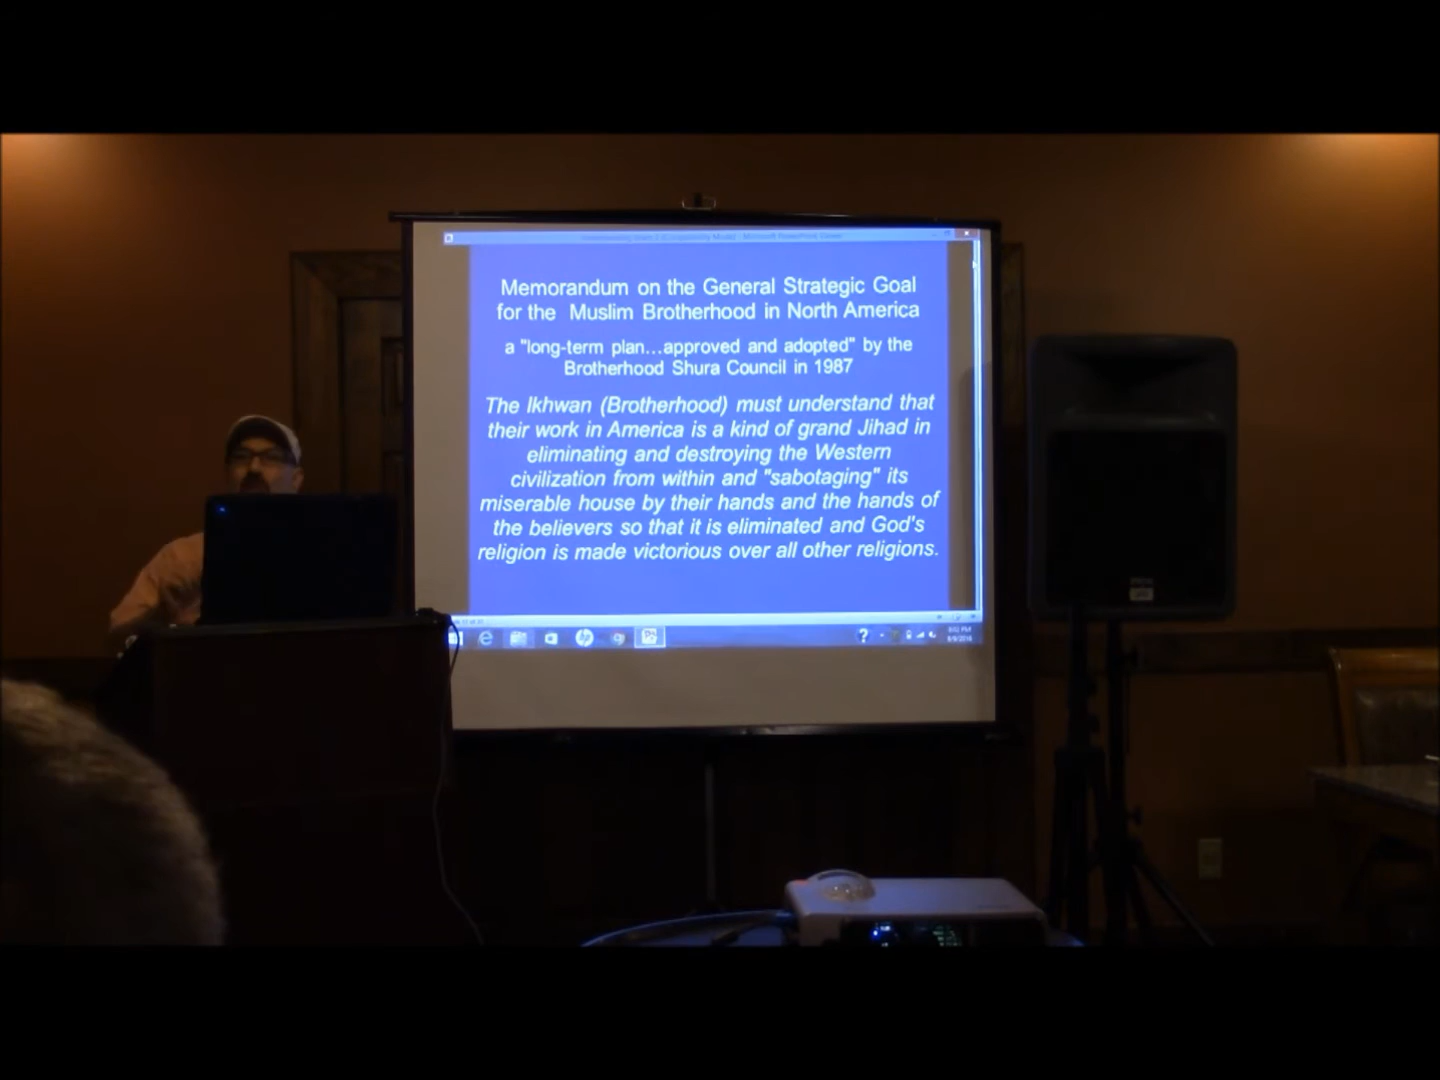 Memorandum on the General Strategic Goal
for the Muslim Brotherhood in North America
a "long-term plan...approved and adopted" by the
Brotherhood Shura Council in 1987
The Ikhwan (Brotherhood) must understand that
their work in America is a kind of grand Jihad in
eliminating and destroying the Western
civilization from within and "sabotaging" its
miserable house by their hands and the hands of
the believers so that it is eliminated and God's
religion is made victorious over all other religions.